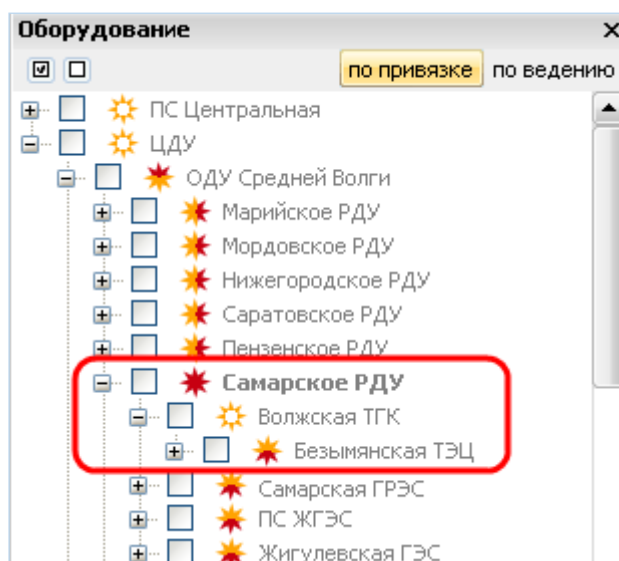 Оборудование
по привязке по ведению
ПС Центральная
ЦДУ
ОДУ Средней Волги
Марийское РДУ
Мордовское РДУ
Нижегородское РДУ
Саратовское РДУ
Пензенское РДУ
Самарское РДУ
Волжская ТГК
Безымянская ТЭЦ
Самарская ГРЭС
ПС ЖГЭС
Жигулевская ГЭС